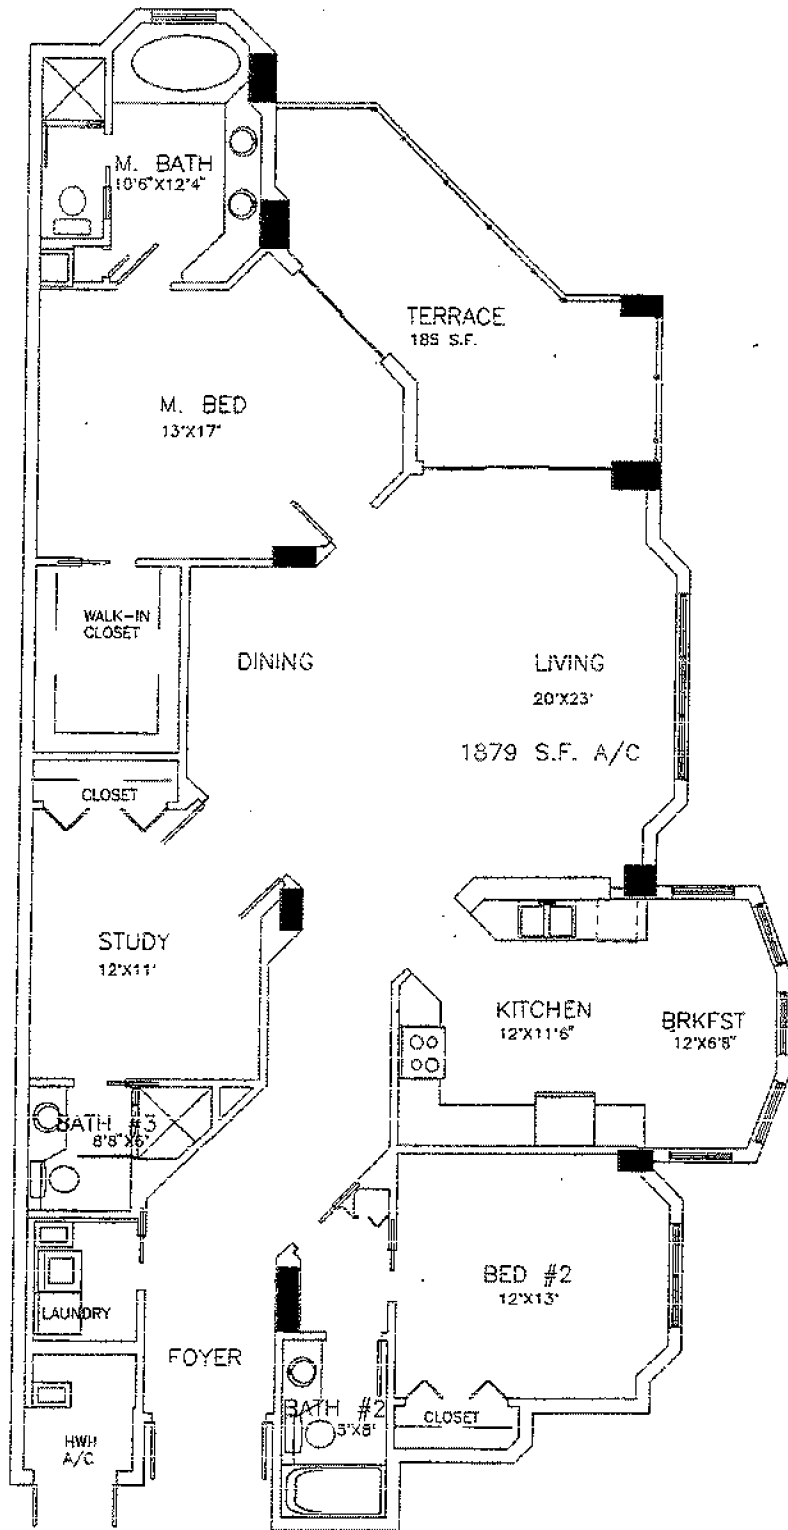 M. BATH
10'6"X12'4"
TERRACE
185 S.F.
M. BED
13'X17'
WALK-IN
CLOSET
DINING
LIVING
20'X23'
1879 S.F. A/C
CLOSET
STUDY
12'X11'
KITCHEN
12'X11'6"
BRKFST
12'X6'8"
BATH #3
8'8"X6'
BED #2
12'X13'
LAUNDRY
FOYER
BATH #2
5'X8'
CLOSET
HWH
A/C